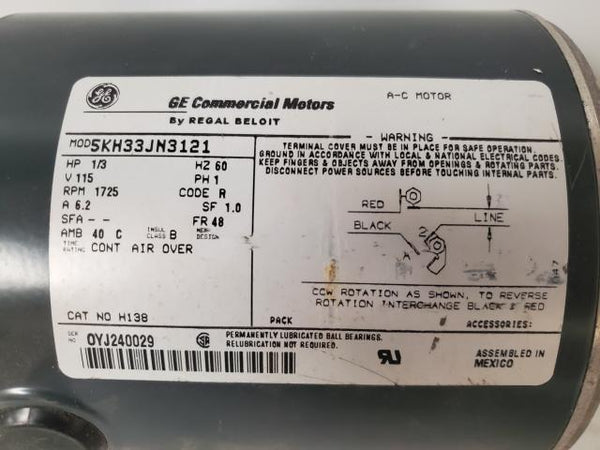 GE
GE Commercial Motors
By REGAL BELOIT
A-C MOTOR
MOD 5KH33JN3121
HP 1/3 HZ 60
V 115 PH 1
RPM 1725 CODE R
A 6.2 SF 1.0
SFA - - FR 48
AMB 40 C INSUL CLASS B NEMA DESIGN
TIME RATING CONT AIR OVER
CAT NO H138
WARNING
TERMINAL COVER MUST BE IN PLACE FOR SAFE OPERATION.
GROUND IN ACCORDANCE WITH LOCAL & NATIONAL ELECTRICAL CODES
KEEP FINGERS & OBJECTS AWAY FROM OPENINGS & ROTATING PARTS.
DISCONNECT POWER SOURCES BEFORE TOUCHING INTERNAL PARTS.
RED
BLACK
LINE
A
CCW ROTATION AS SHOWN, TO REVERSE
ROTATION INTERCHANGE BLACK & RED
PACK
ACCESSORIES:
SER NO 0YJ240029
PERMANENTLY LUBRICATED BALL BEARINGS.
RELUBRICATION NOT REQUIRED.
ASSEMBLED IN
MEXICO